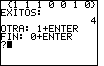 (1 1 1 0 0 1 0)
EXITOS:
4
OTRA: 1+ENTER
FIN: 0+ENTER
?